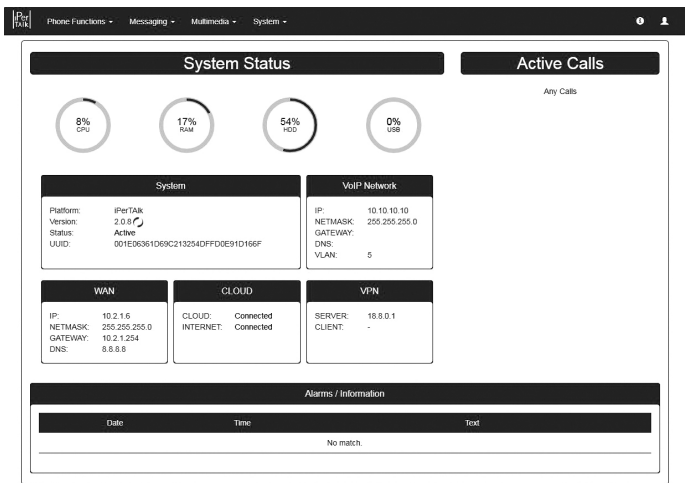 iPer
TAlk
Phone Functions Messaging Multimedia System
System Status
Active Calls
Any Calls
8%
CPU
17%
RAM
54%
HDD
0%
USB
System
Platform: iPerTAlk
Version: 2.0.8
Status: Active
UUID: 001E06361D69C213254DFFD0E91D166F
VoIP Network
IP: 10.10.10.10
NETMASK: 255.255.255.0
GATEWAY:
DNS:
VLAN: 5
WAN
IP: 10.2.1.6
NETMASK: 255.255.255.0
GATEWAY: 10.2.1.254
DNS: 8.8.8.8
CLOUD
CLOUD: Connected
INTERNET: Connected
VPN
SERVER: 18.8.0.1
CLIENT: -
Alarms / Information
Date Time Text
No match.